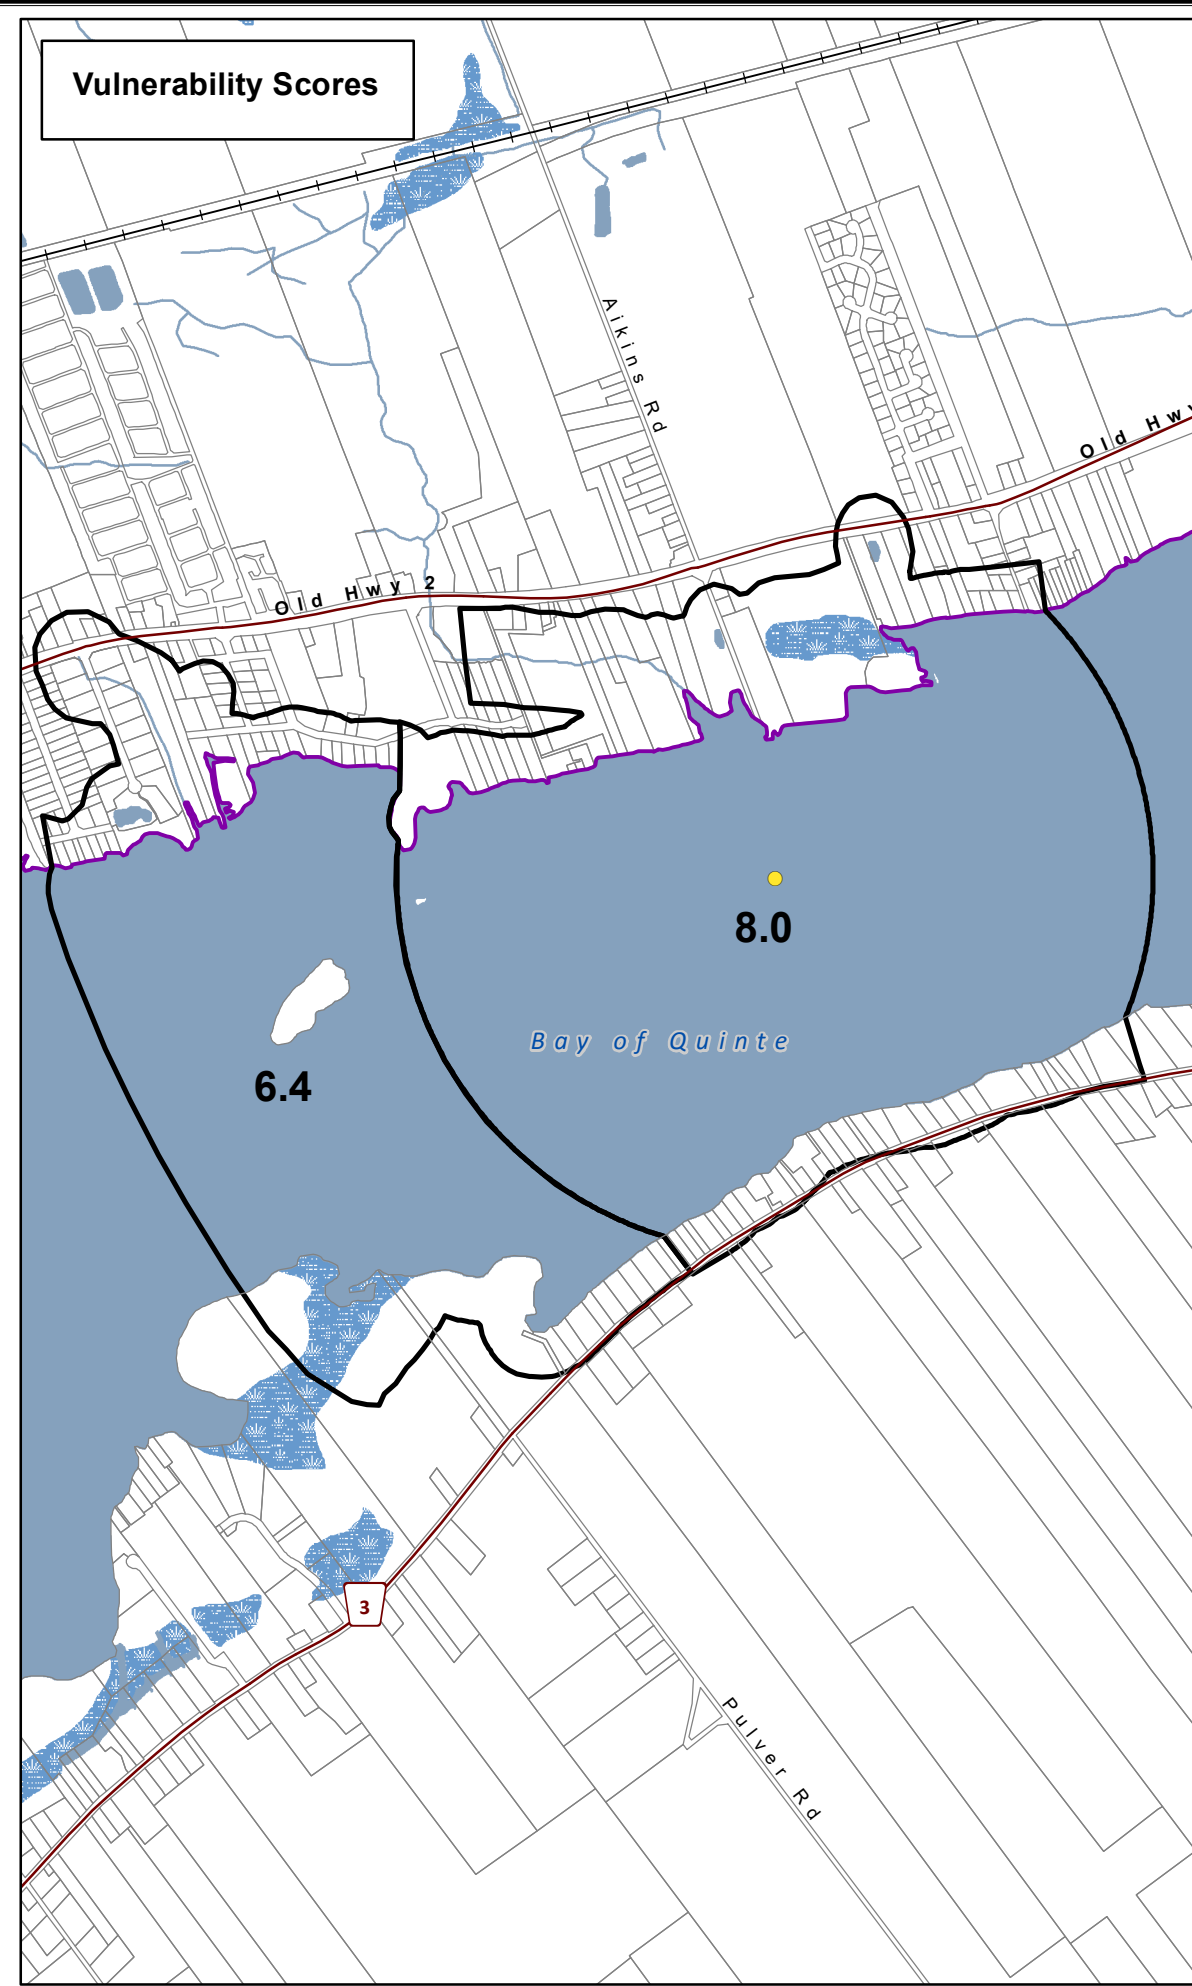 Vulnerability Scores
Aikins Rd
Old Hwy
Old Hwy 2
8.0
Bay of Quinte
6.4
3
Pulver Rd